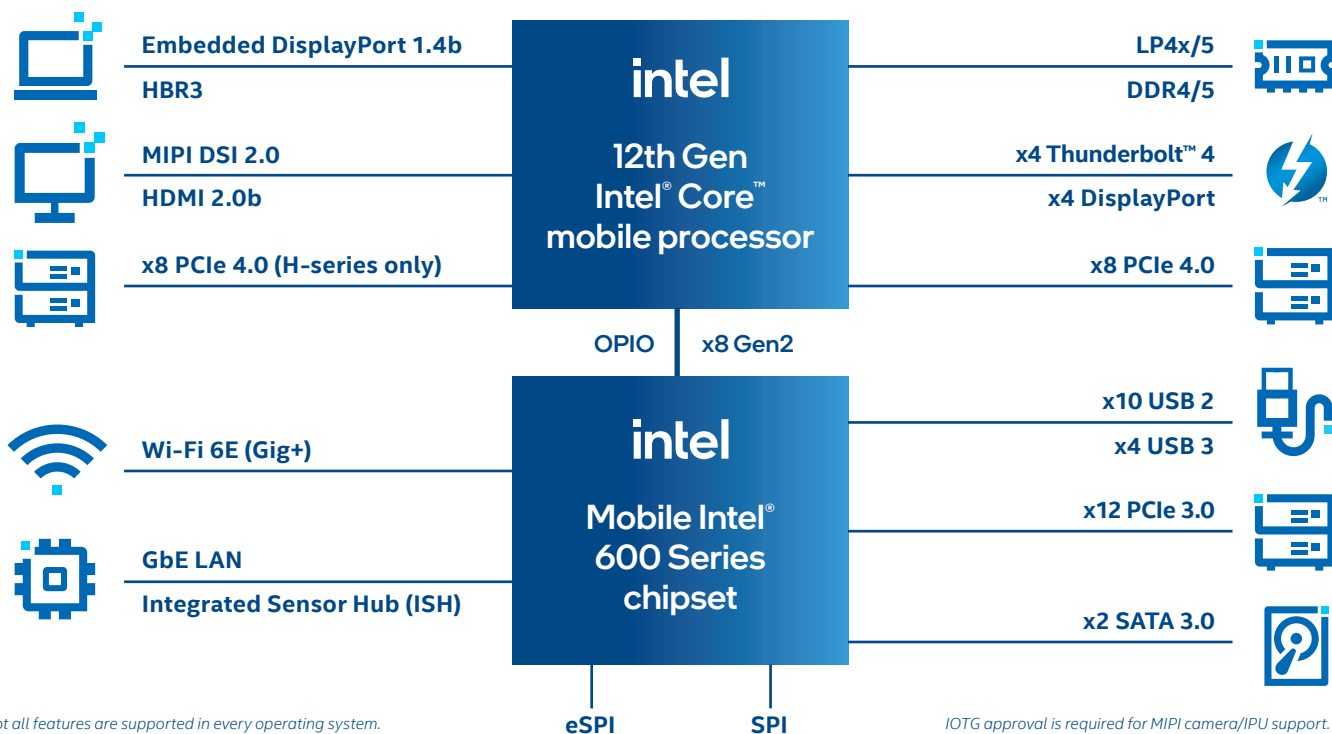 Embedded DisplayPort 1.4b
HBR3
MIPI DSI 2.0
HDMI 2.0b
x8 PCIe 4.0 (H-series only)
intel
12th Gen
Intel® Core™
mobile processor
LP4x/5
DDR4/5
x4 Thunderbolt™ 4
x4 DisplayPort
TM
x8 PCIe 4.0
OPIO
x8 Gen2
Wi-Fi 6E (Gig+)
GbE LAN
Integrated Sensor Hub (ISH)
intel
Mobile Intel®
600 Series
chipset
x10 USB 2
x4 USB 3
x12 PCIe 3.0
x2 SATA 3.0
eSPI
SPI
all features are supported in every operating system.
IOTG approval is required for MIPI camera/IPU support.